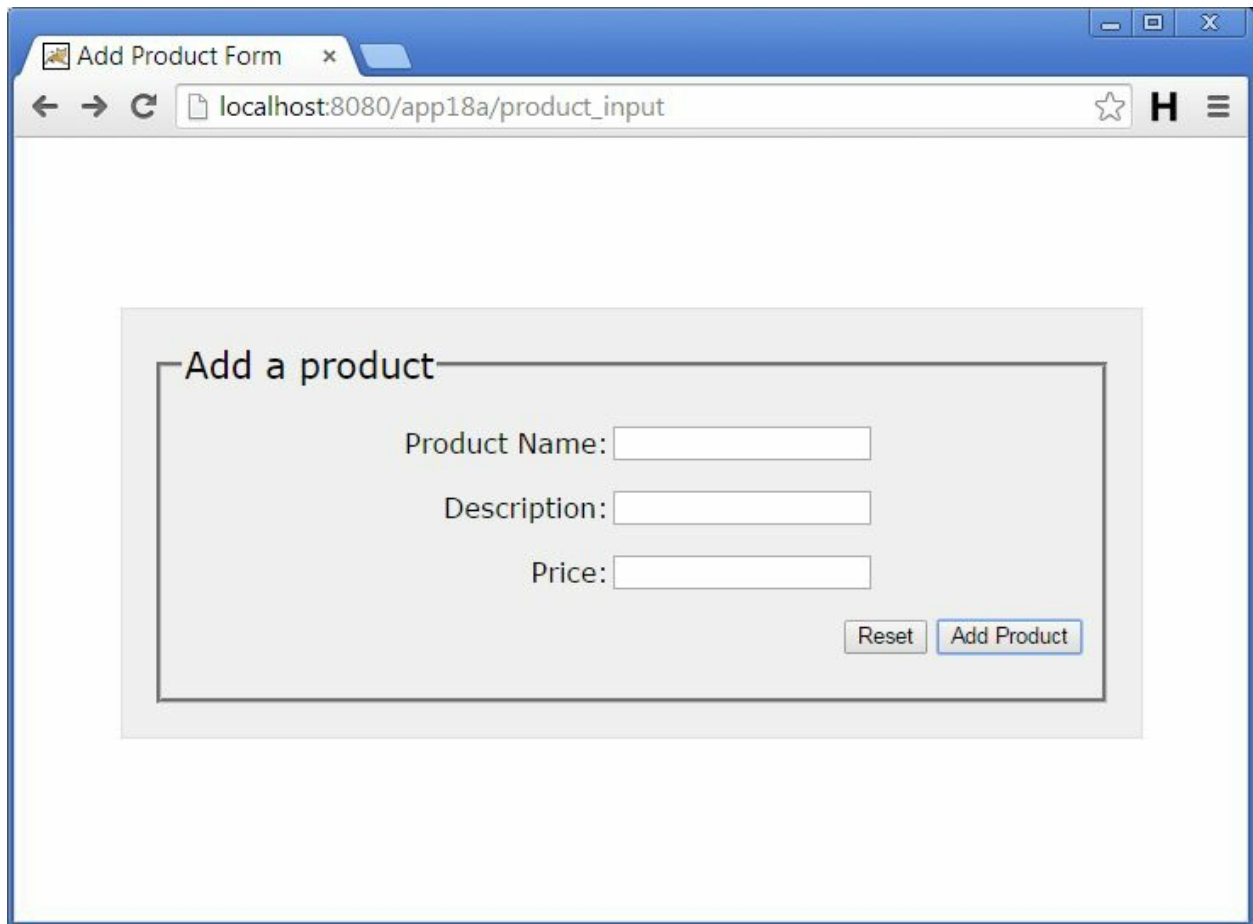 Add Product Form
localhost:8080/app18a/product_input
H
Add a product
Product Name:
Description:
Price:
Reset Add Product